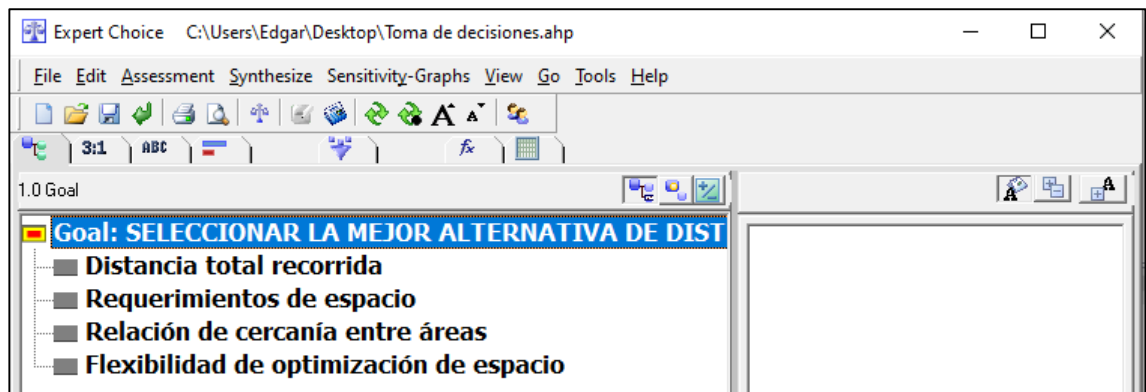 Expert Choice C:\Users\Edgar\Desktop\Toma de decisiones.ahp
File Edit Assessment Synthesize Sensitivity-Graphs View Go Tools Help
A A
3:1 ABC fx
1.0 Goal
A A
Goal: SELECCIONAR LA MEJOR ALTERNATIVA DE DIST
Distancia total recorrida
Requerimientos de espacio
Relación de cercanía entre áreas
Flexibilidad de optimización de espacio